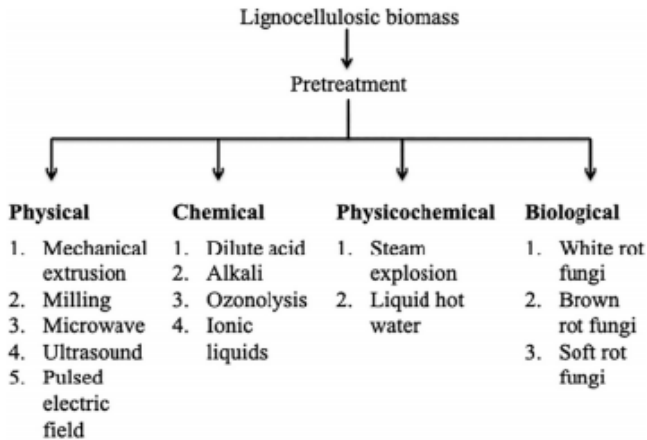 Lignocellulosic biomass
Pretreatment
Physical
1. Mechanical
extrusion
2. Milling
3. Microwave
4. Ultrasound
5. Pulsed
electric
field
Chemical
1. Dilute acid
2. Alkali
3. Ozonolysis
4. Ionic
liquids
Physicochemical
1. Steam
explosion
2. Liquid hot
water
Biological
1. White rot
fungi
2. Brown
rot fungi
3. Soft rot
fungi